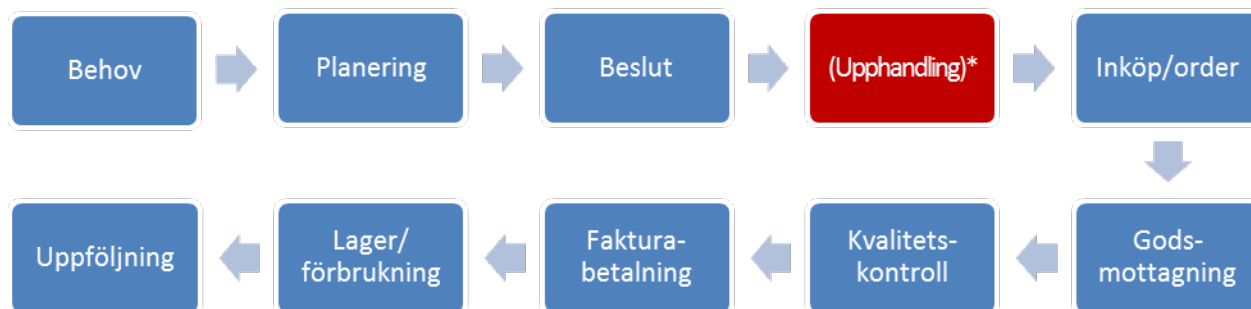 Behov
Planering
Beslut
(Upphandling)*
Inköp/order
Uppföljning
Lager/
förbrukning
Faktura-
betalning
Kvalitets-
kontroll
Gods-
mottagning